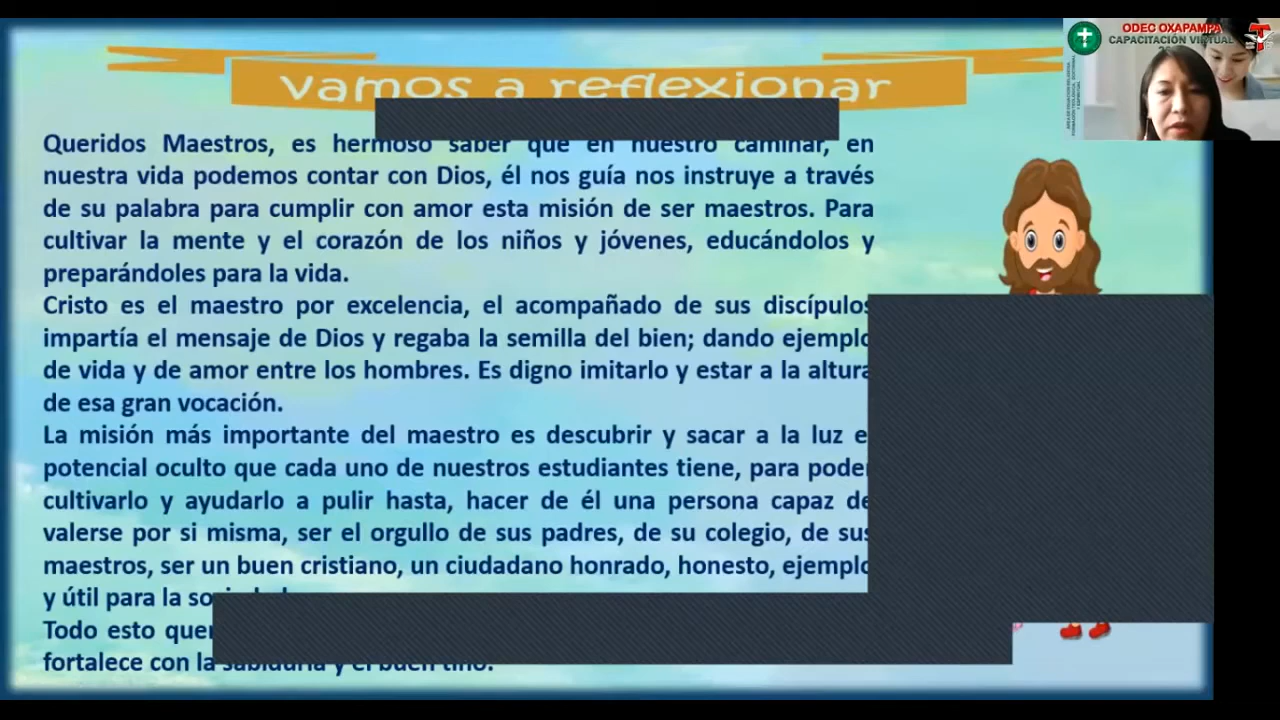 ODEC OXAPAMPA
CAPACITACIÓN VIRTUAL
Vamos a reflexionar
Queridos Maestros, es hermoso saber que en nuestro caminar, en
nuestra vida podemos contar con Dios, él nos guía nos instruye a través
de su palabra para cumplir con amor esta misión de ser maestros. Para
cultivar la mente y el corazón de los niños y jóvenes, educándolos y
preparándoles para la vida.
Cristo es el maestro por excelencia, el acompañado de sus discípulos
impartía el mensaje de Dios y regaba la semilla del bien; dando ejemplo
de vida y de amor entre los hombres. Es digno imitarlo y estar a la altura
de esa gran vocación.
La misión más importante del maestro es descubrir y sacar a la luz
potencial oculto que cada uno de nuestros estudiantes tiene, para poder
cultivarlo y ayudarlo a pulir hasta, hacer de él una persona capaz de
valerse por si misma, ser el orgullo de sus padres, de su colegio, de sus
maestros, ser un buen cristiano, un ciudadano honrado, honesto, ejemplo
y útil para la
Todo esto
fortalece con la sabiduría y el buen tino.